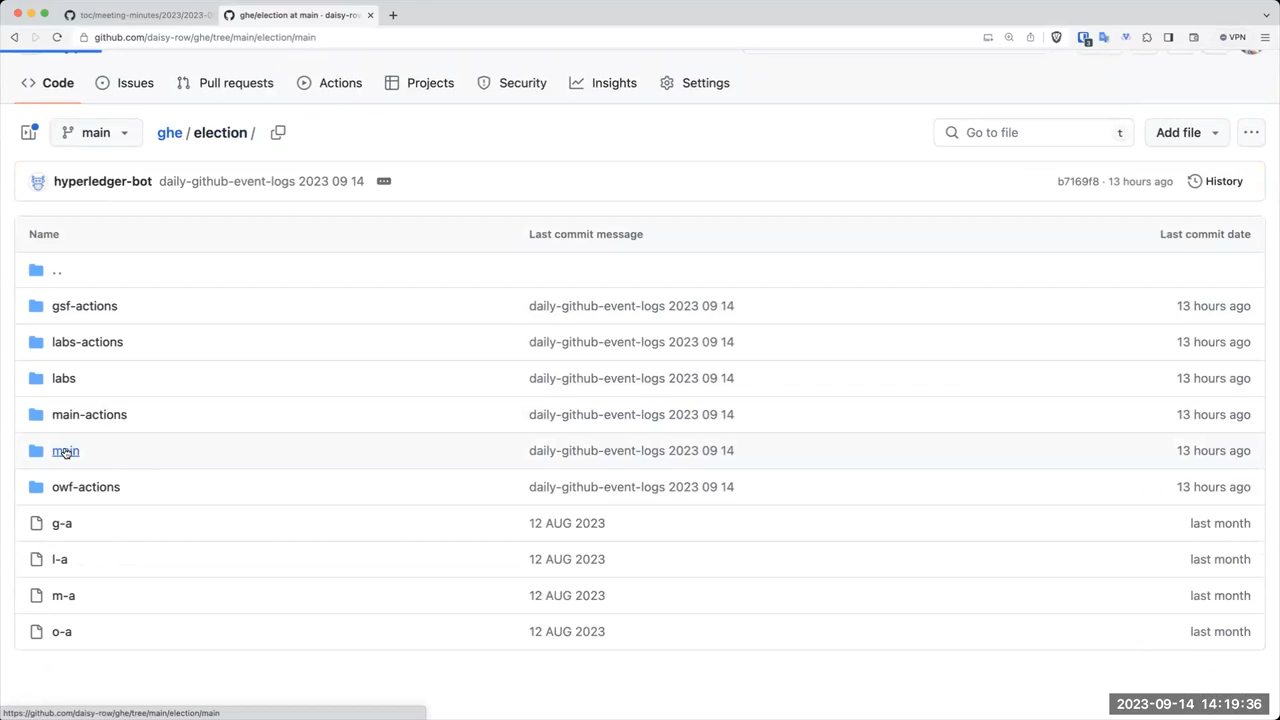 toc/meeting-minutes/2023/2023-0
ghe/election at main · daisy-row
github.com/daisy-row/ghe/tree/main/election/main
VPN
Code
Issues
Pull requests
Actions
Projects
Security
Insights
Settings
main
ghe / election /
Go to file
t
Add file
hyperledger-bot daily-github-event-logs 2023 09 14
b7169f8 · 13 hours ago
History
Name Last commit message Last commit date
..
gsf-actions daily-github-event-logs 2023 09 14 13 hours ago
labs-actions daily-github-event-logs 2023 09 14 13 hours ago
labs daily-github-event-logs 2023 09 14 13 hours ago
main-actions daily-github-event-logs 2023 09 14 13 hours ago
main daily-github-event-logs 2023 09 14 13 hours ago
owf-actions daily-github-event-logs 2023 09 14 13 hours ago
g-a 12 AUG 2023 last month
l-a 12 AUG 2023 last month
m-a 12 AUG 2023 last month
o-a 12 AUG 2023 last month
https://github.com/daisy-row/ghe/tree/main/election/main
2023-09-14 14:19:36